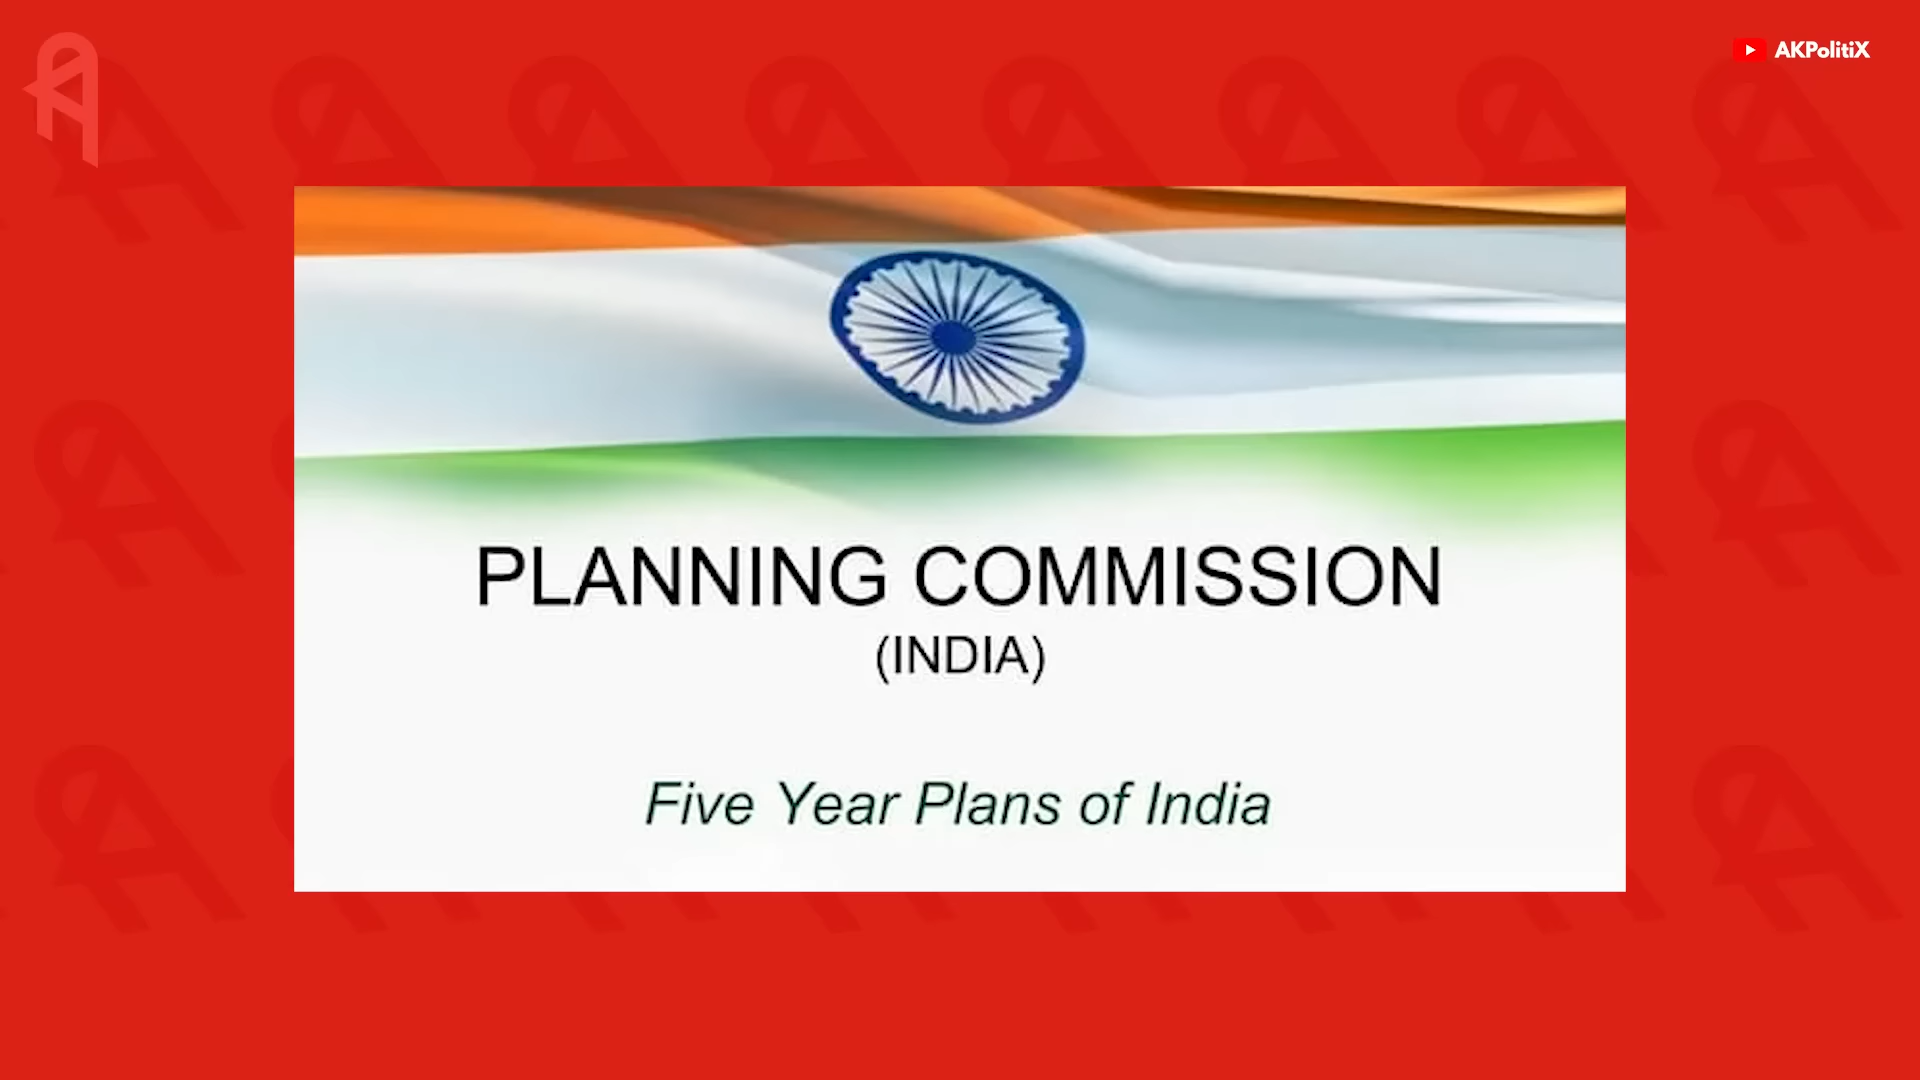 AKPolitiX
PLANNING COMMISSION
(INDIA)
Five Year Plans of India